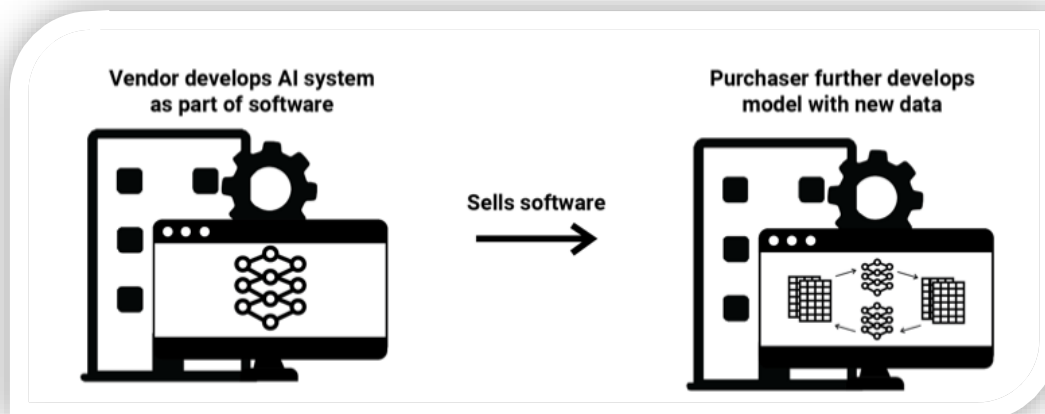 Vendor develops AI system
as part of software
Sells software
Purchaser further develops
model with new data